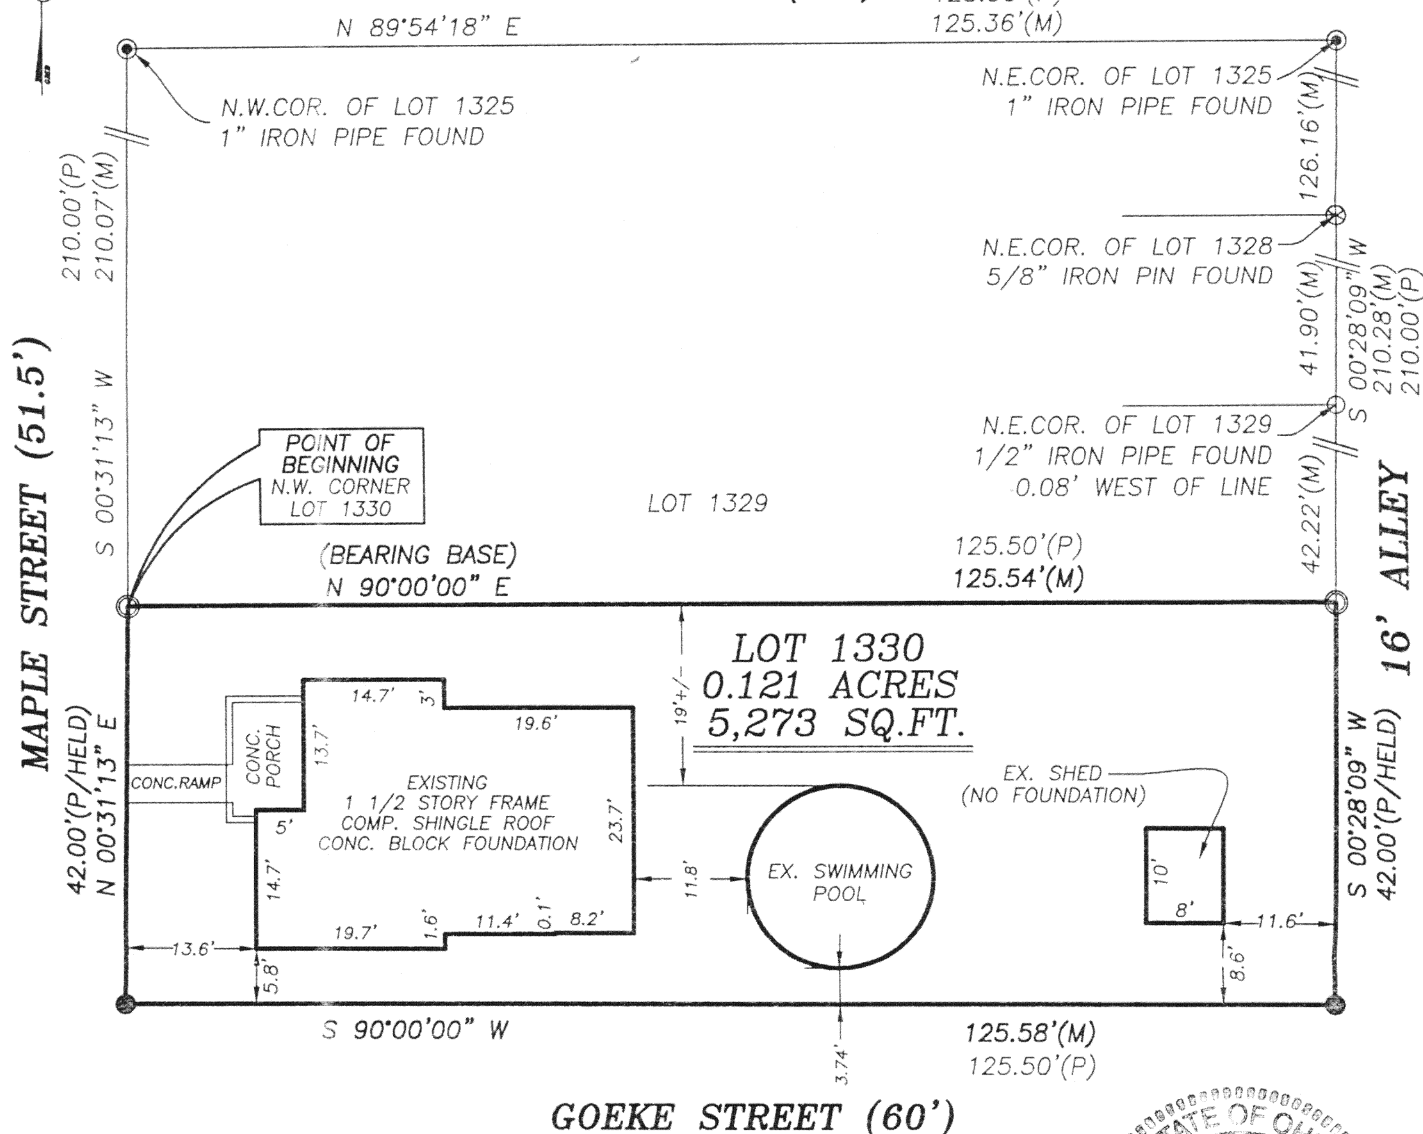 N 89°54'18" E
125.36'(M)
N.W.COR. OF LOT 1325
1" IRON PIPE FOUND
N.E.COR. OF LOT 1325
1" IRON PIPE FOUND
126.16'(M)
210.00'(P)
210.07'(M)
S 00°31'13" W
N.E.COR. OF LOT 1328
5/8" IRON PIN FOUND
41.90'(M)
S 00°28'09" W
210.28'(M)
210.00'(P)
N.E.COR. OF LOT 1329
1/2" IRON PIPE FOUND
0.08' WEST OF LINE
42.22'(M)
MAPLE STREET (51.5')
16' ALLEY
POINT OF
BEGINNING
N.W. CORNER
LOT 1330
LOT 1329
(BEARING BASE)
N 90°00'00" E
125.50'(P)
125.54'(M)
LOT 1330
0.121 ACRES
5,273 SQ.FT.
19'+/-
42.00'(P/HELD)
N 00°31'13" E
14.7'
3'
19.6'
13.7'
CONC.
PORCH
CONC.RAMP
5'
EXISTING
1 1/2 STORY FRAME
COMP. SHINGLE ROOF
CONC. BLOCK FOUNDATION
23.7'
14.7'
19.7'
1.6'
11.4'
0.1'
8.2'
13.6'
5.8'
11.8'
EX. SWIMMING
POOL
3.74'
EX. SHED
(NO FOUNDATION)
10'
8'
11.6'
8.6'
S 00°28'09" W
42.00'(P/HELD)
S 90°00'00" W
125.58'(M)
125.50'(P)
GOEKE STREET (60')